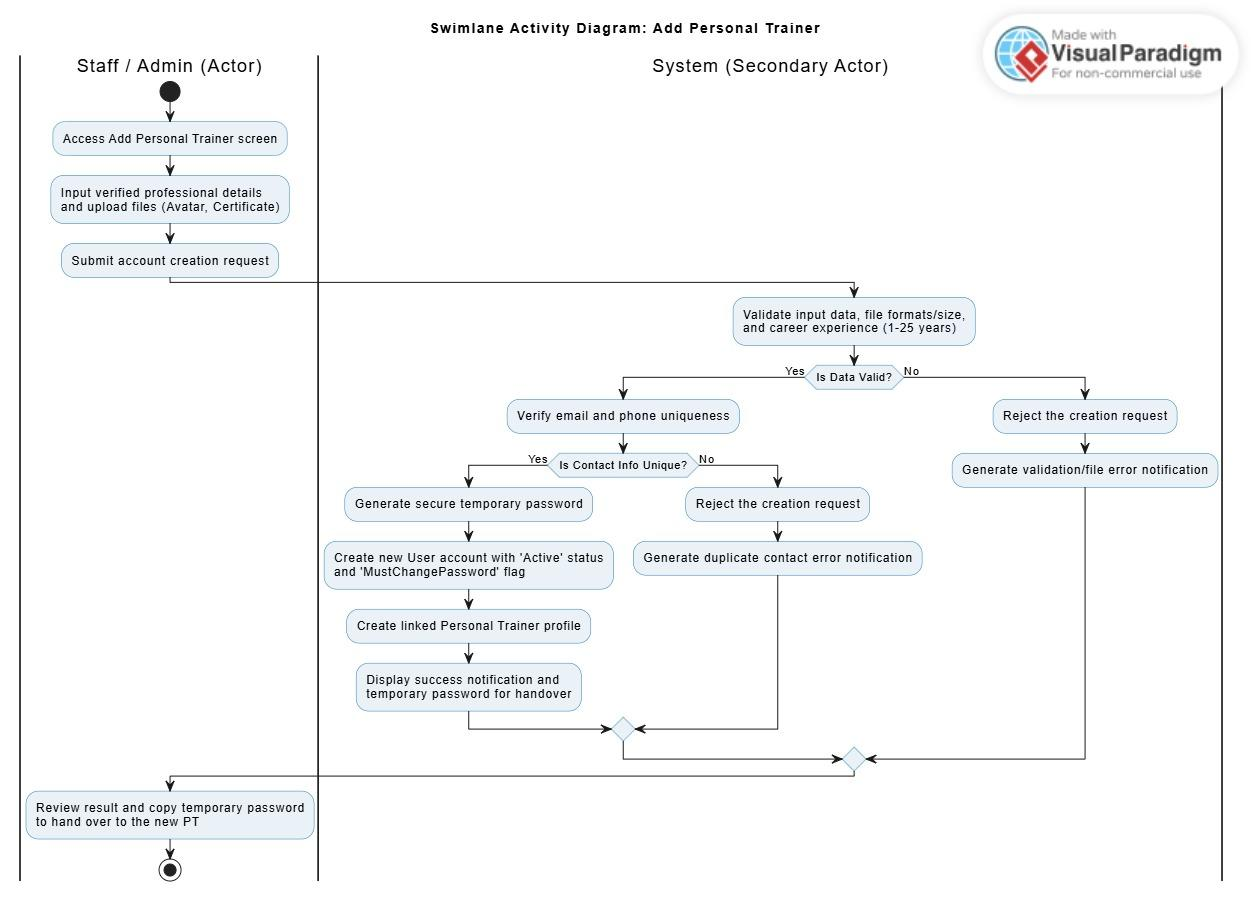 Swimlane Activity Diagram: Add Personal Trainer
Made with
VisualParadigm
For non-commercial use
Staff / Admin (Actor)
System (Secondary Actor)
Access Add Personal Trainer screen
Input verified professional details
and upload files (Avatar, Certificate)
Submit account creation request
Validate input data, file formats/size,
and career experience (1-25 years)
Yes
Is Data Valid?
No
Verify email and phone uniqueness
Reject the creation request
Yes
Is Contact Info Unique?
No
Generate validation/file error notification
Generate secure temporary password
Reject the creation request
Create new User account with 'Active' status
and 'MustChangePassword' flag
Generate duplicate contact error notification
Create linked Personal Trainer profile
Display success notification and
temporary password for handover
Review result and copy temporary password
to hand over to the new PT